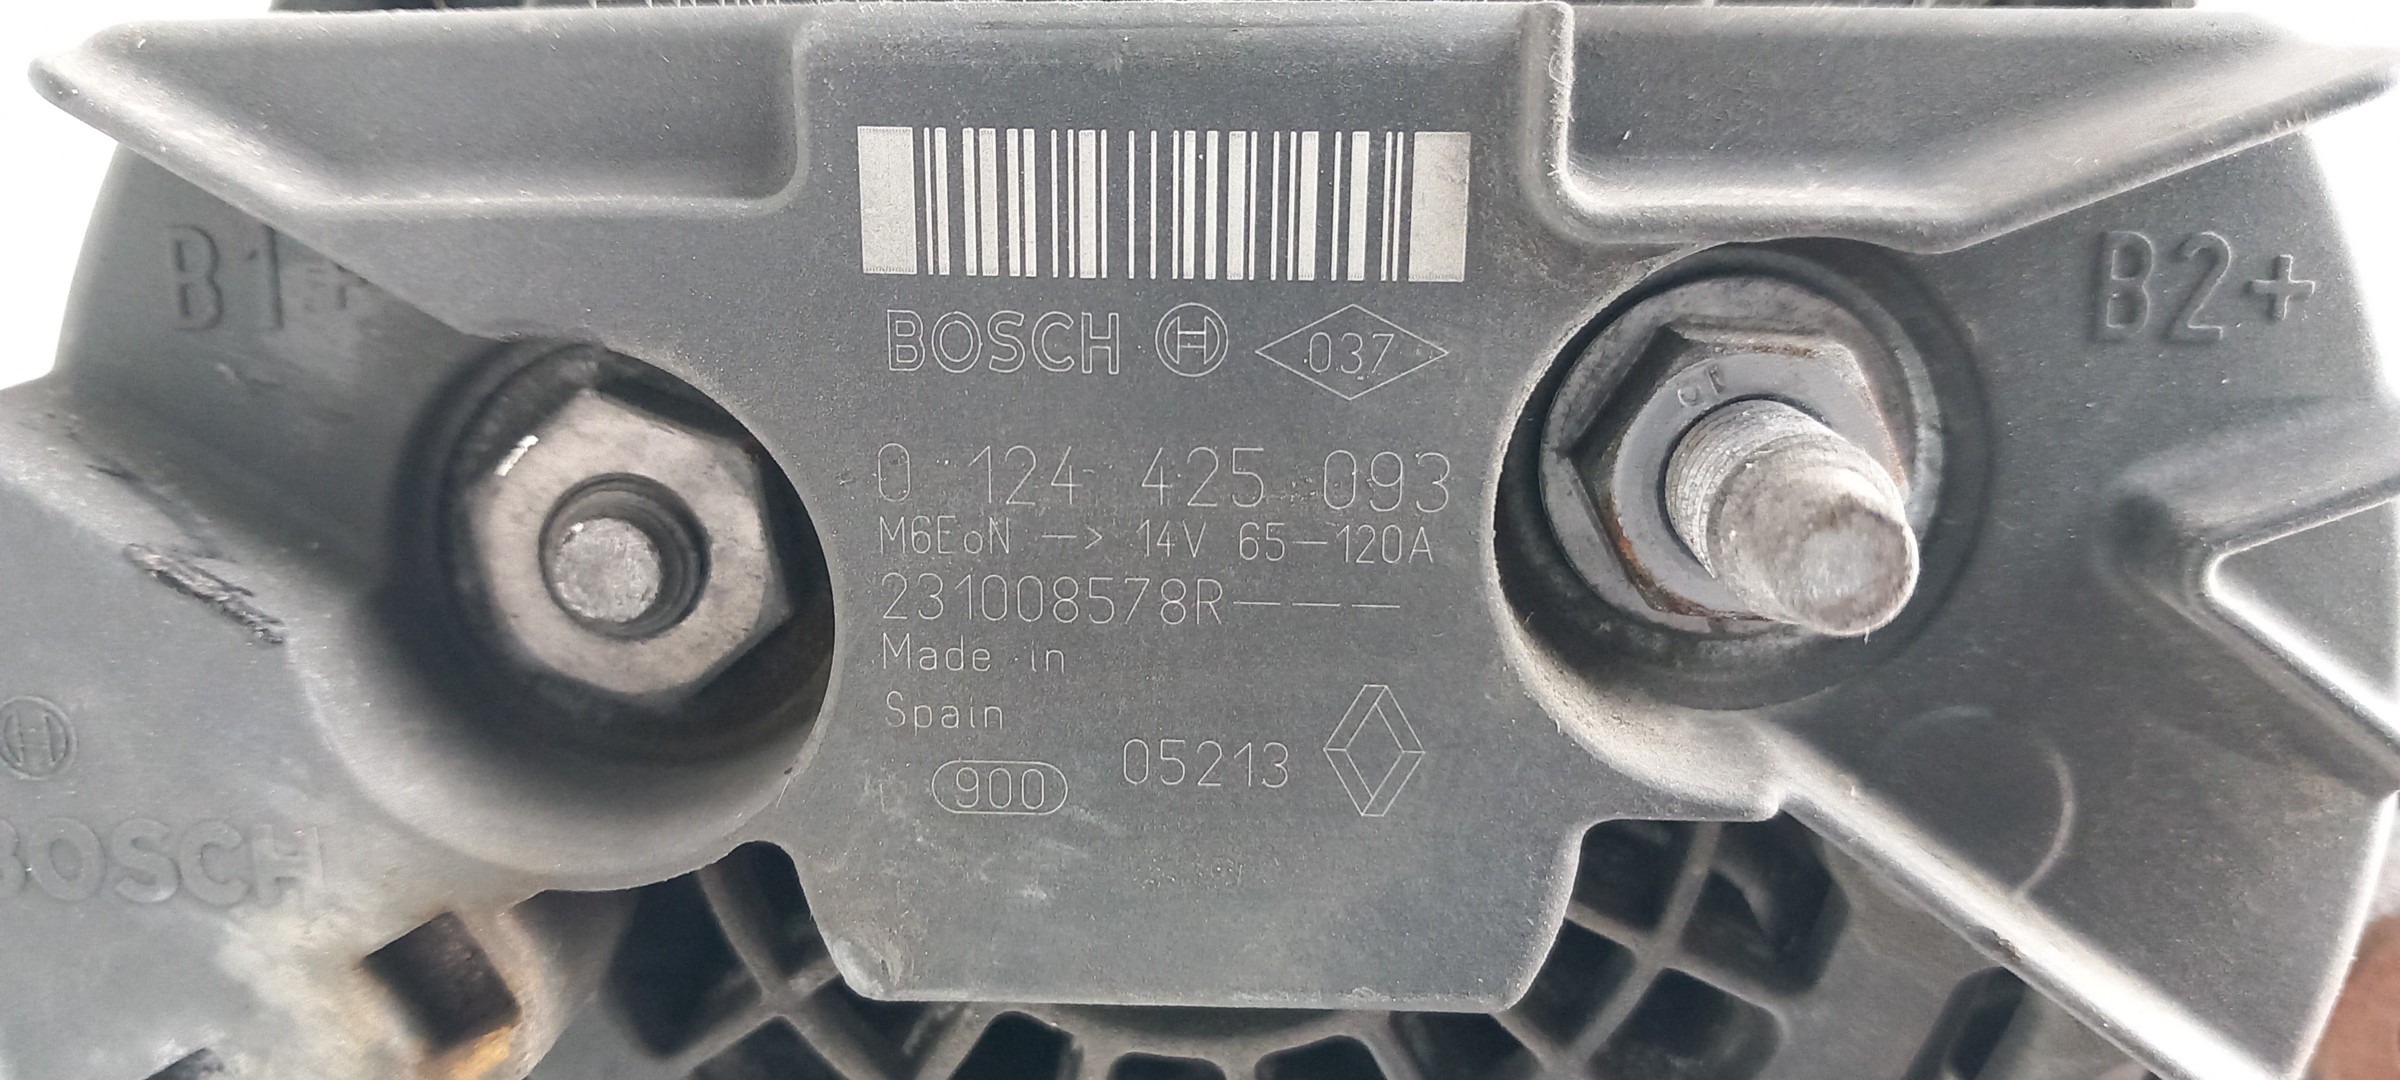 B1+
B2+
BOSCH 037
0 124 425 093
M6EoN —> 14V 65—120A
231008578R———
Made in
Spain
900 05213
BOSCH